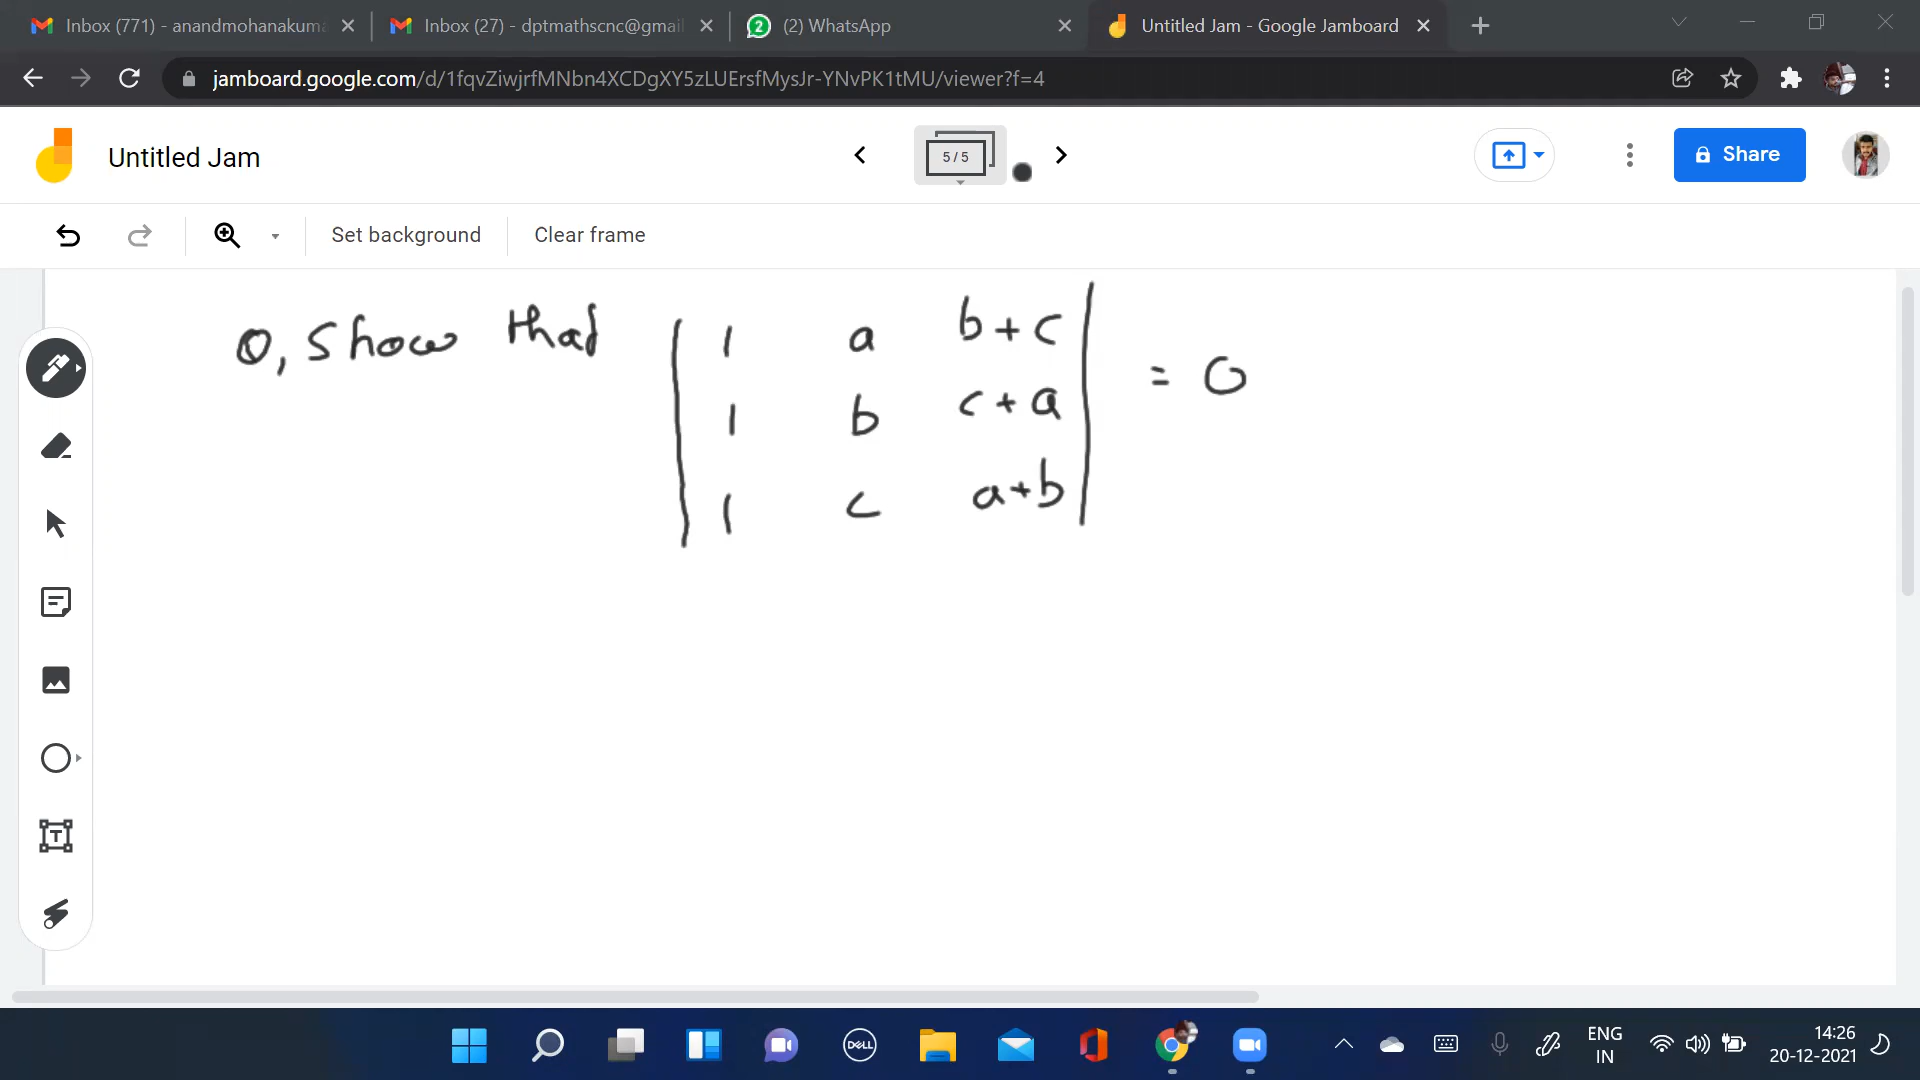 Inbox (771) - anandmohanakuma
Inbox (27) - dptmathscnc@gmail
2 (2) WhatsApp
Untitled Jam - Google Jamboard
jamboard.google.com/d/1fqvZiwjrfMNbn4XCDgXY5zLUErsfMysJr-YNvPK1tMU/viewer?f=4
Untitled Jam
5 / 5
Share
Set background
Clear frame
Q, Show that | 1 a b+c |
| 1 b c+a | = 0
| 1 c a+b |
T
DELL
ENG
IN
14:26
20-12-2021